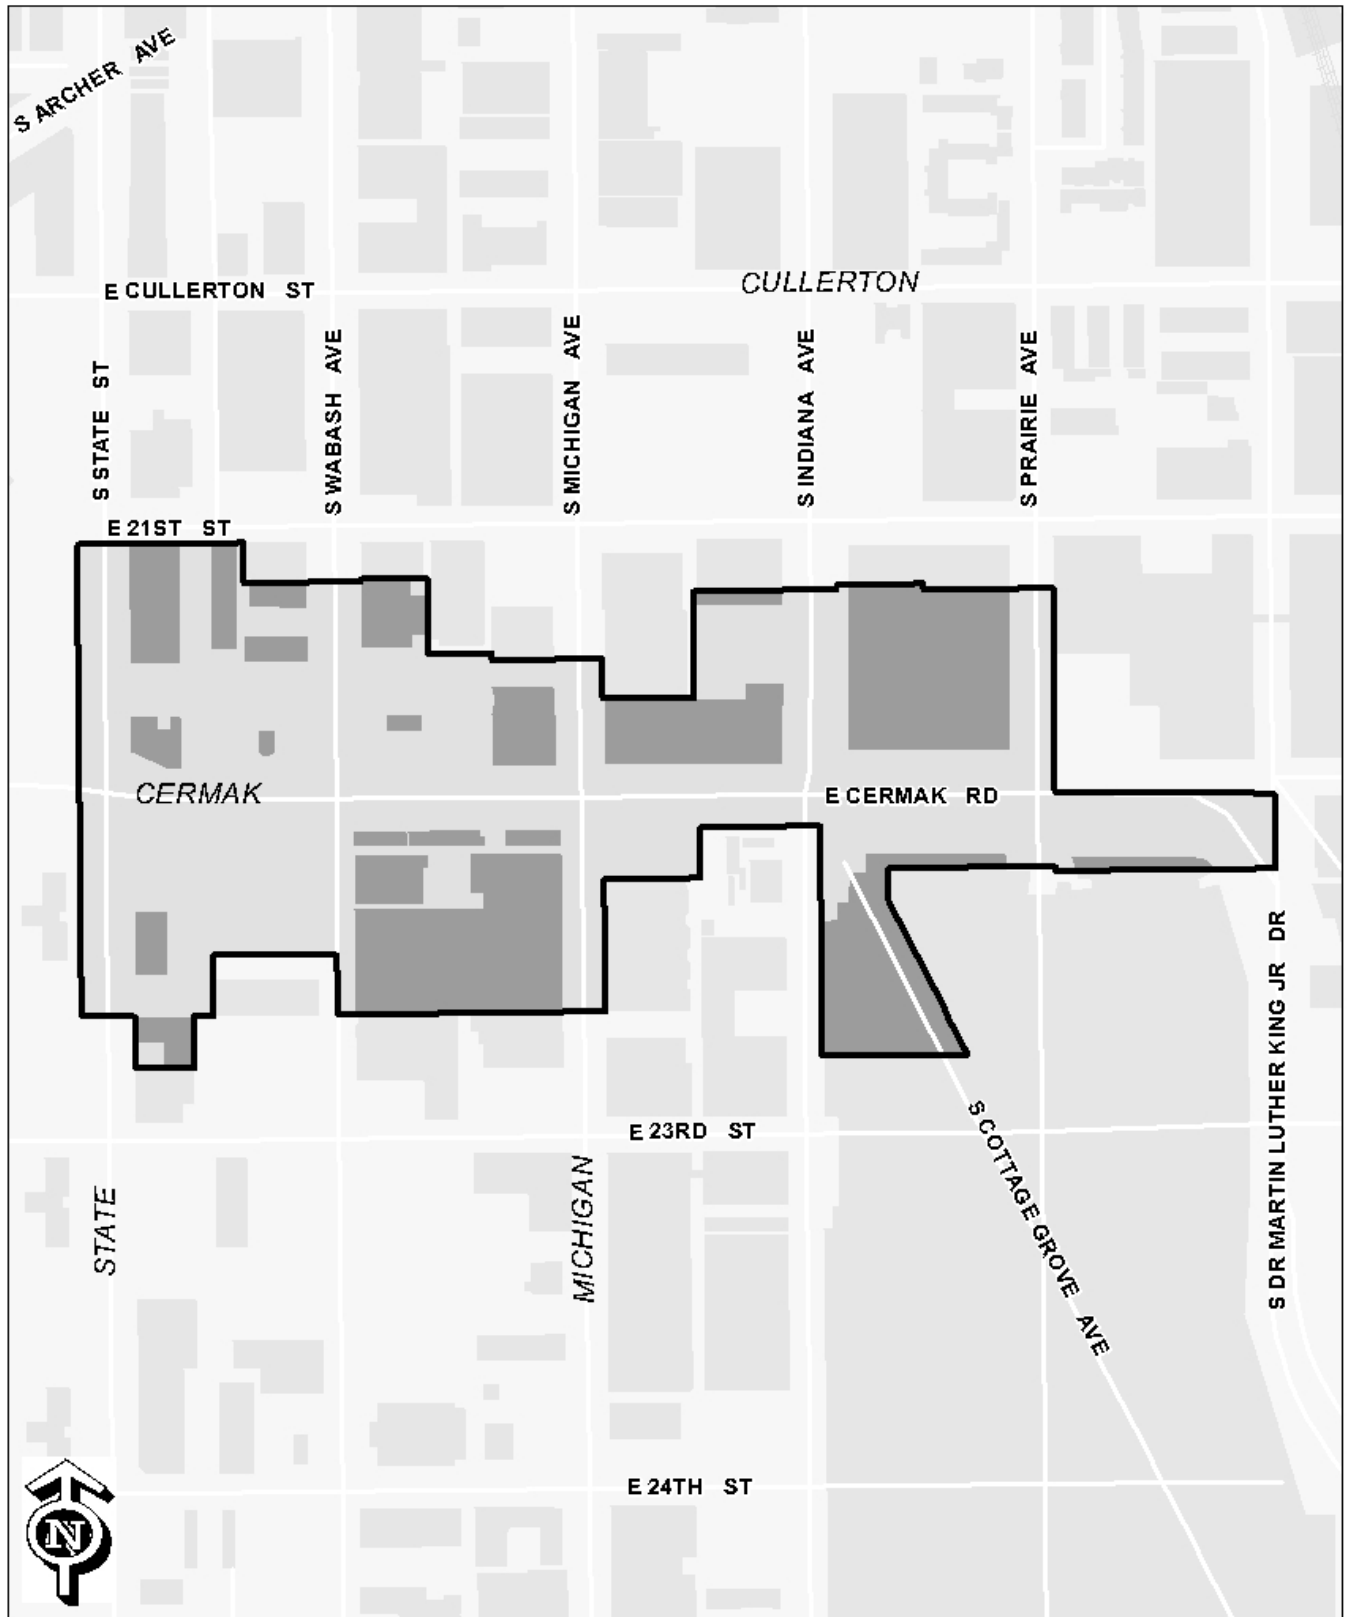 S ARCHER AVE
E CULLERTON ST
CULLERTON
S STATE ST
S WABASH AVE
S MICHIGAN AVE
S INDIANA AVE
S PRAIRIE AVE
E 21ST ST
CERMAK
E CERMAK RD
S DR MARTIN LUTHER KING JR DR
E 23RD ST
S COTTAGE GROVE AVE
STATE
MICHIGAN
E 24TH ST
N